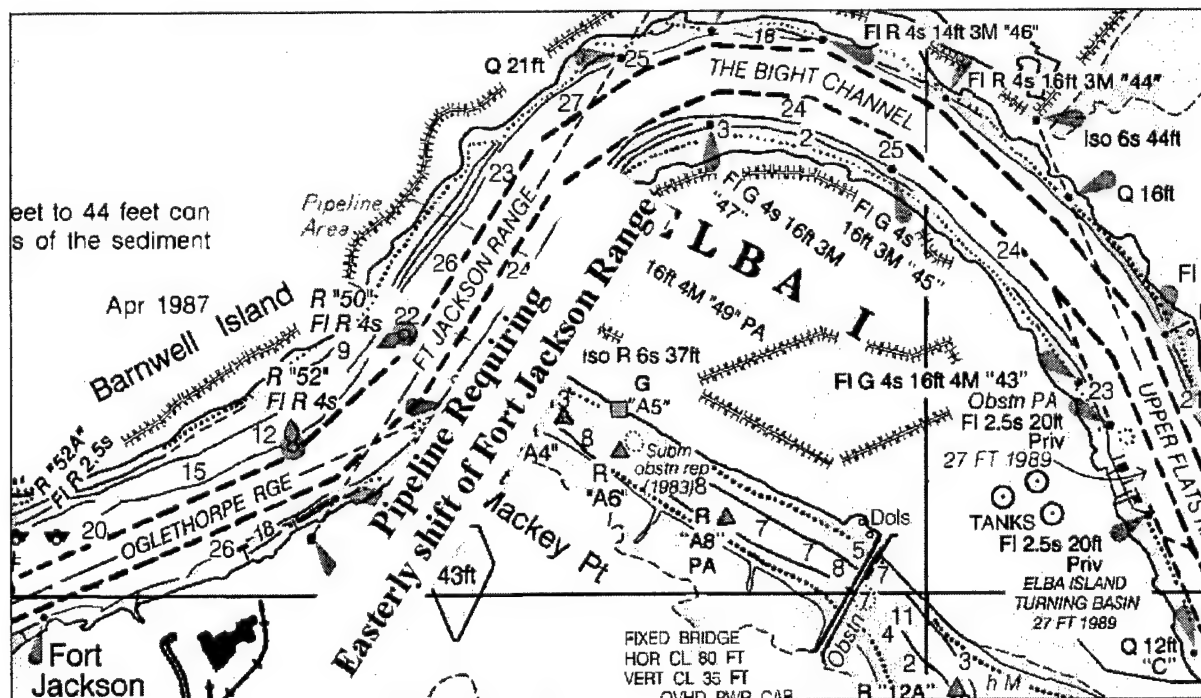 Fl R 4s 14ft 3M "46"
18
Q 21ft
25
THE BIGHT CHANNEL
Fl R 4s 16ft 3M "44"
27
24
3
2
25
Iso 6s 44ft
23
Q 16ft
Pipeline
Area
eet to 44 feet can
s of the sediment
Fl G 4s 16ft 3M
"47"
Fl G 4s
16ft 3M "45"
ELBA I
24
26
24
FT JACKSON RANGE
16ft 4M "49" PA
Fl
Apr 1987
R "50"
Fl R 4s
22
Barnwell Island
9
R "52"
Fl R 4s
Iso R 6s 37ft
G
"A5"
Fl G 4s 16ft 4M "43"
Obstn PA
Fl 2.5s 20ft
Priv
27 FT 1989
23
21
UPPER FLATS
12
R "52A"
Fl R 2.5s
15
3
8
"A4"
R
"A6"
Subm
obstn rep
(1983)
8
R
"A8"
PA
7
7
8
5
7
Dols
TANKS
Fl 2.5s 20ft
Priv
ELBA ISLAND
TURNING BASIN
27 FT 1989
20
OGLETHORPE RGE
26
18
Pipeline Requiring
Easterly shift of Fort Jackson Range
Mackey Pt
43ft
Obstn
11
4
2
3
Q 12ft
"C"
Fort
Jackson
FIXED BRIDGE
HOR CL 80 FT
VERT CL 35 FT
OVHD PWR CAB
R "12A"
h M